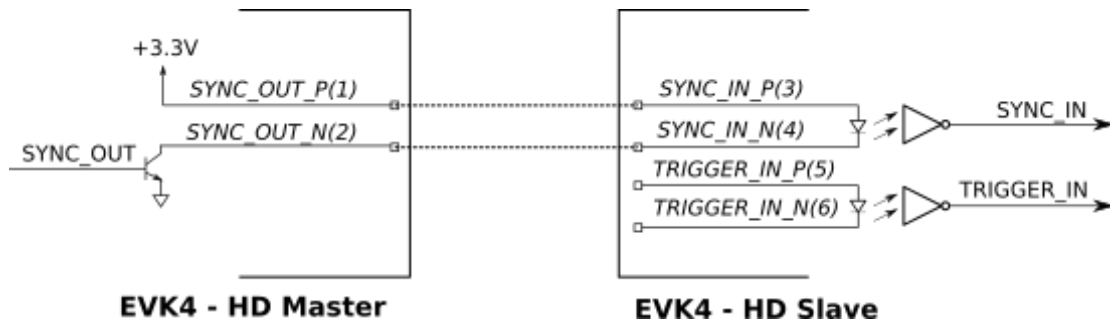 +3.3V
SYNC_OUT_P(1)
SYNC_OUT_N(2)
SYNC_OUT
SYNC_IN_P(3)
SYNC_IN_N(4)
SYNC_IN
TRIGGER_IN_P(5)
TRIGGER_IN_N(6)
TRIGGER_IN
EVK4 - HD Master
EVK4 - HD Slave